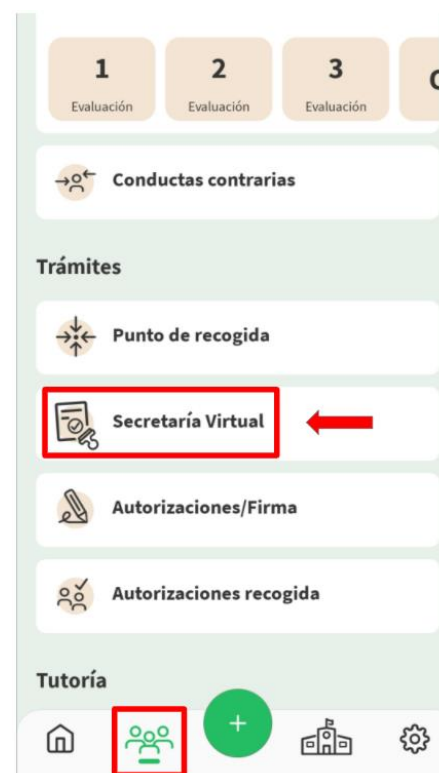 1 2 3
Evaluación Evaluación Evaluación
Conductas contrarias
Trámites
Punto de recogida
Secretaría Virtual
Autorizaciones/Firma
Autorizaciones recogida
Tutoría
+